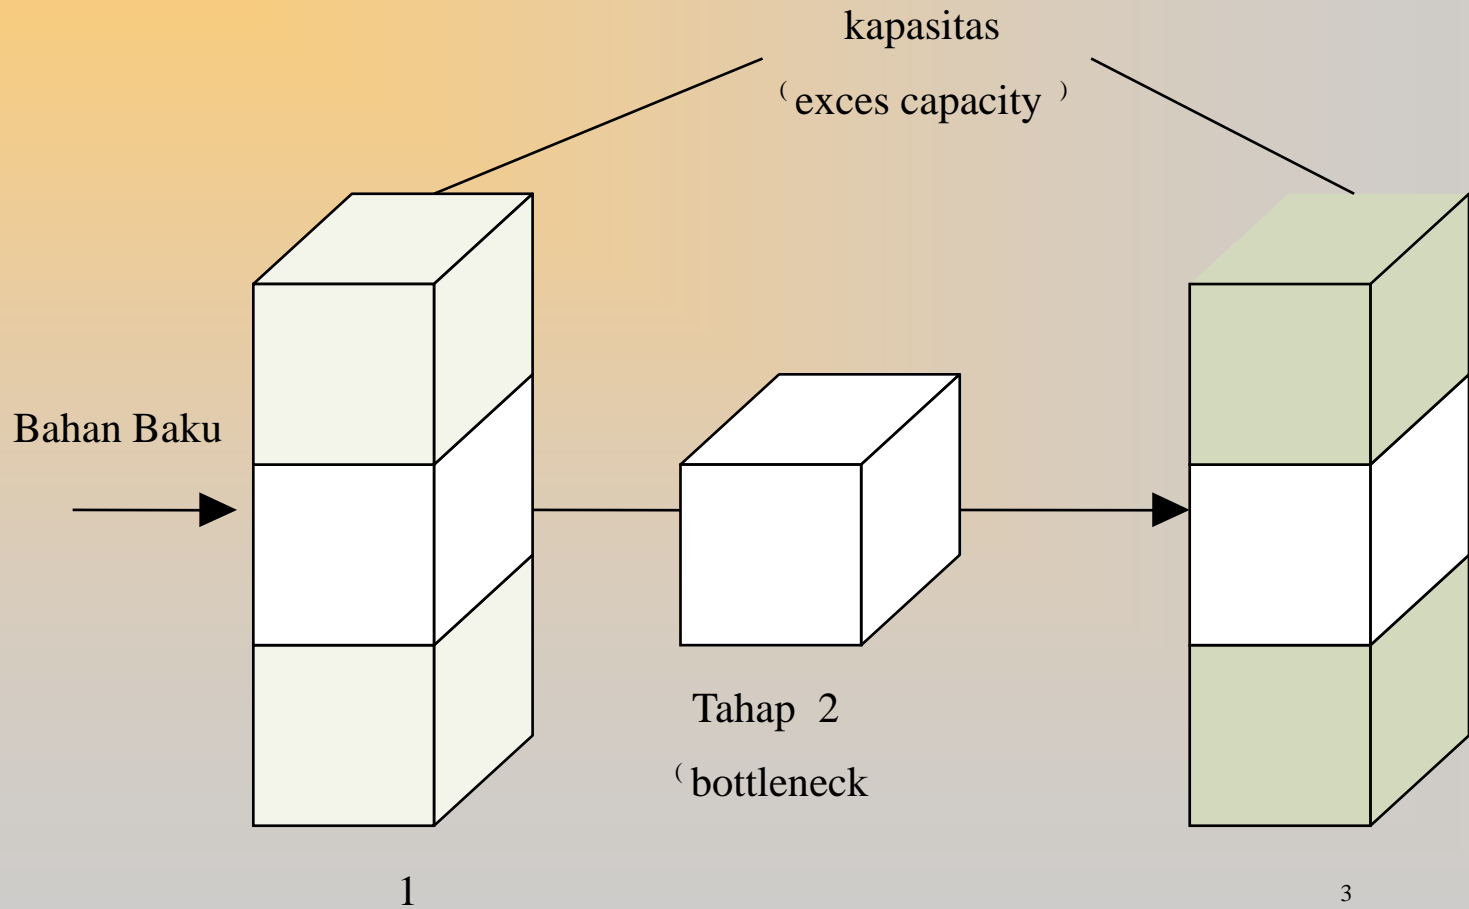 kapasitas
( exces capacity )
Bahan Baku
Tahap 2
( bottleneck
1
3